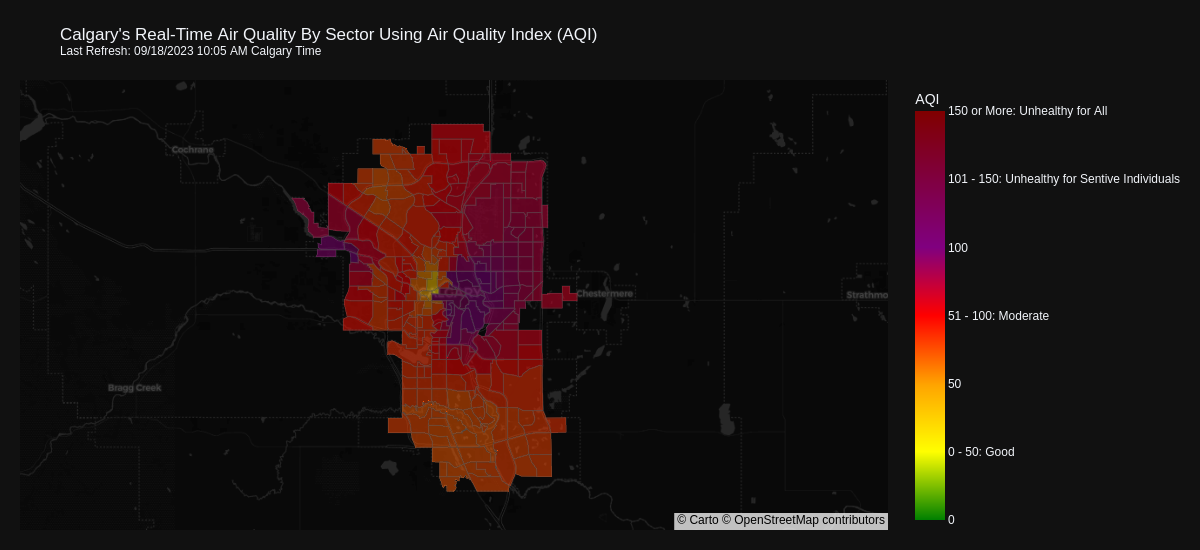 Calgary's Real-Time Air Quality By Sector Using Air Quality Index (AQI)
Last Refresh: 09/18/2023 10:05 AM Calgary Time
AQI
150 or More: Unhealthy for All
101 - 150: Unhealthy for Sentive Individuals
100
51 - 100: Moderate
50
0 - 50: Good
0
Cochrane
Chestermere
Strathmo
Bragg Creek
© Carto © OpenStreetMap contributors